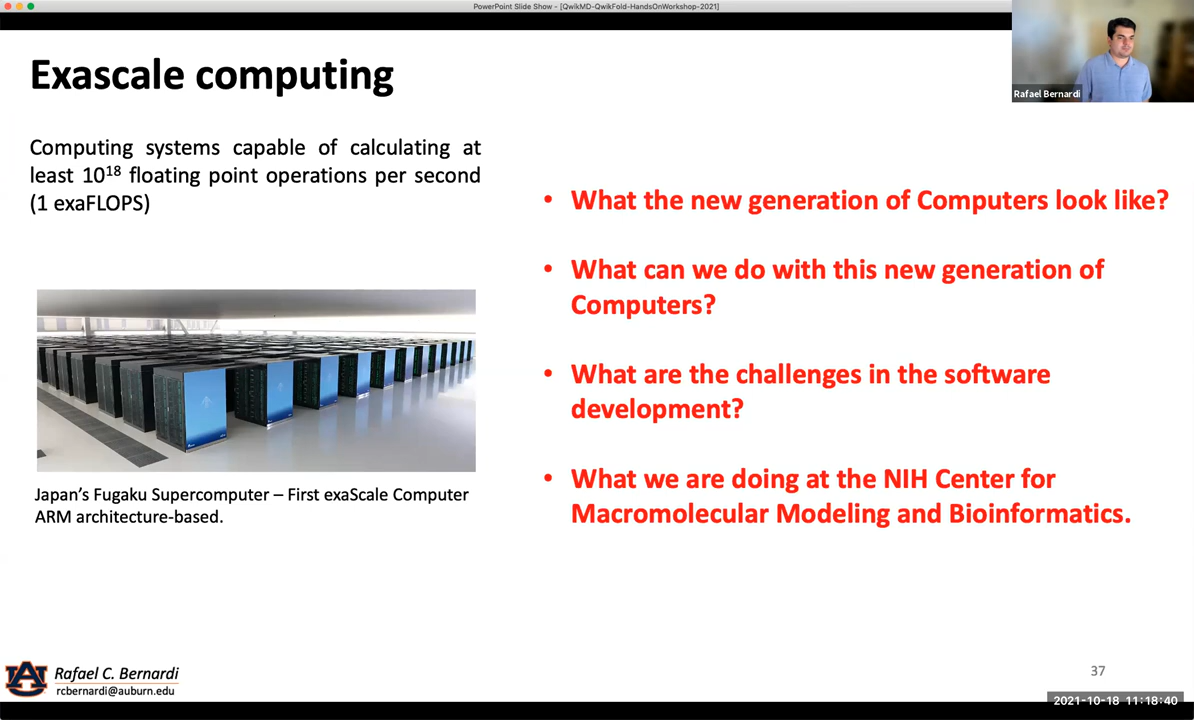 PowerPoint Slide Show - [QwikMD-QwikFold-HandsOnWorkshop-2021]
Rafael Bernardi
Exascale computing
Computing systems capable of calculating at
least 10¹⁸ floating point operations per second
(1 exaFLOPS)
• What the new generation of Computers look like?
• What can we do with this new generation of
Computers?
• What are the challenges in the software
development?
• What we are doing at the NIH Center for
Macromolecular Modeling and Bioinformatics.
Japan's Fugaku Supercomputer – First exaScale Computer
ARM architecture-based.
Rafael C. Bernardi
rcbernardi@auburn.edu
37
2021-10-18 11:18:40